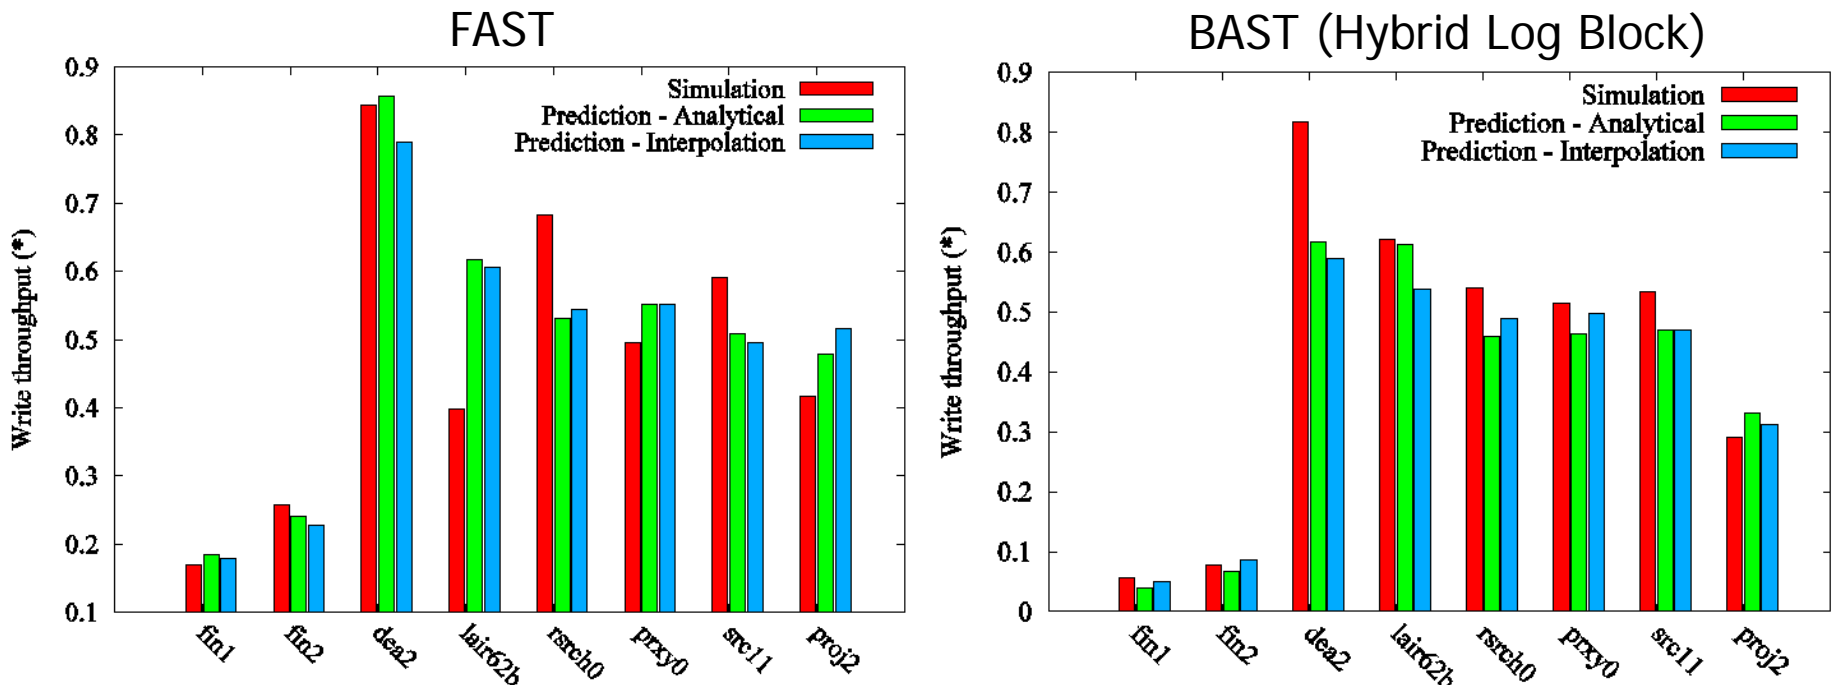 FAST
0.9
0.8
0.7
0.6
0.5
0.4
0.3
0.2
0.1
Write throughput (*)
Simulation
Prediction - Analytical
Prediction - Interpolation
fin1
fin2
dea2
lair62b
rsrch0
prxy0
src11
proj2
BAST (Hybrid Log Block)
0.9
0.8
0.7
0.6
0.5
0.4
0.3
0.2
0.1
0
Write throughput (*)
Simulation
Prediction - Analytical
Prediction - Interpolation
fin1
fin2
dea2
lair62b
rsrch0
prxy0
src11
proj2